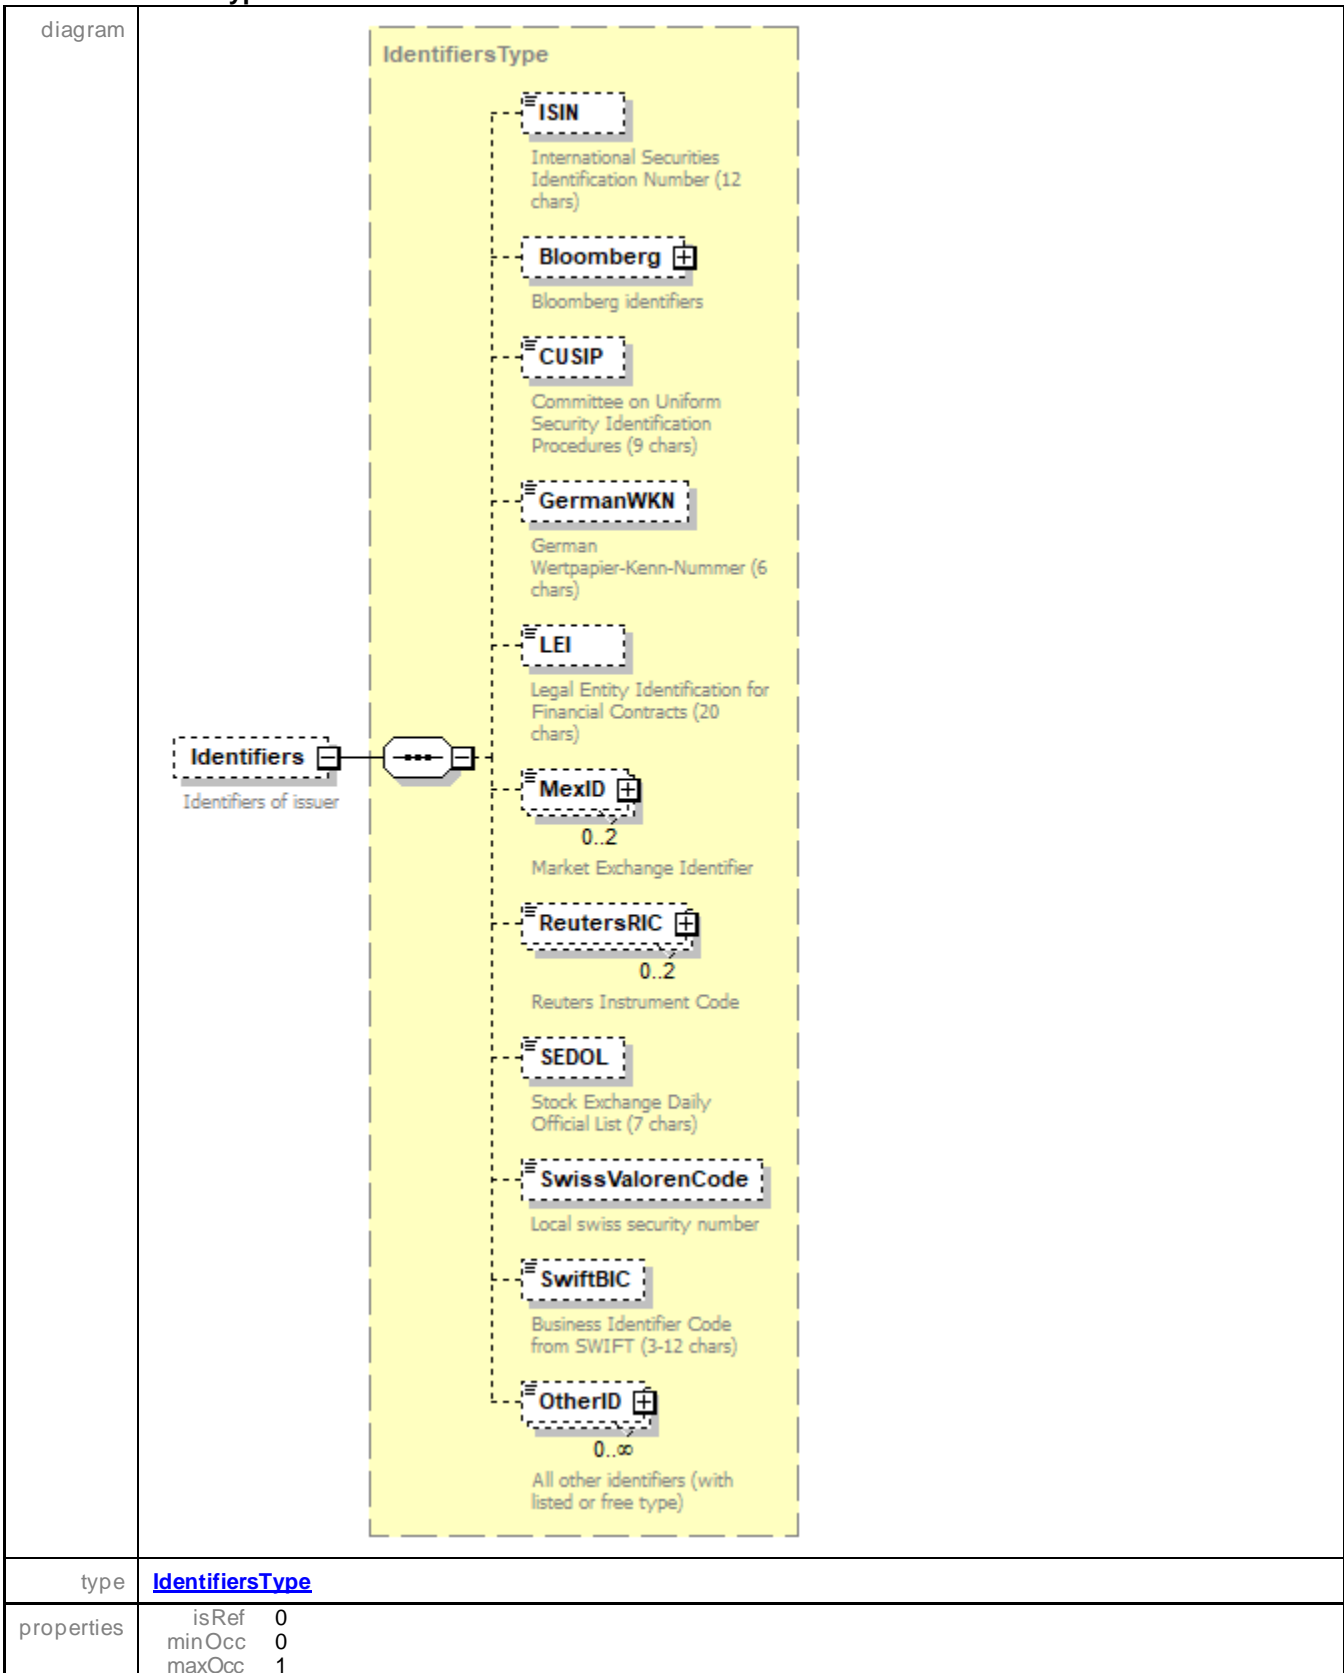 diagram
IdentifiersType
ISIN
International Securities
Identification Number (12
chars)
Bloomberg
Bloomberg identifiers
CUSIP
Committee on Uniform
Security Identification
Procedures (9 chars)
GermanWKN
German
Wertpapier-Kenn-Nummer (6
chars)
LEI
Legal Entity Identification for
Financial Contracts (20
chars)
Identifiers
Identifiers of issuer
MexID
0..2
Market Exchange Identifier
ReutersRIC
0..2
Reuters Instrument Code
SEDOL
Stock Exchange Daily
Official List (7 chars)
SwissValorenCode
Local swiss security number
SwiftBIC
Business Identifier Code
from SWIFT (3-12 chars)
OtherID
0..∞
All other identifiers (with
listed or free type)
type IdentifiersType
properties
isRef 0
minOcc 0
maxOcc 1